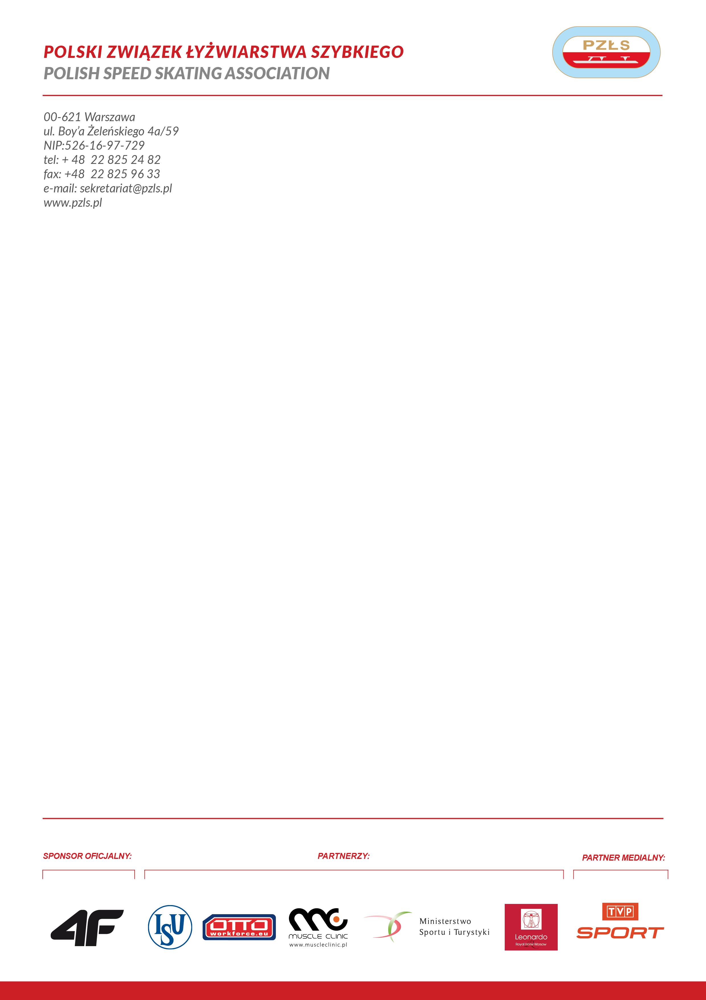 POLSKI ZWIĄZEK ŁYŻWIARSTWA SZYBKIEGO
POLISH SPEED SKATING ASSOCIATION
PZŁS
00-621 Warszawa
ul. Boy’a Żeleńskiego 4a/59
NIP:526-16-97-729
tel: + 48  22 825 24 82
fax: +48  22 825 96 33
e-mail: sekretariat@pzls.pl
www.pzls.pl
SPONSOR OFICJALNY:
PARTNERZY:
PARTNER MEDIALNY:
4F
ISU
OTTO
workforce.eu
mc
MUSCLE CLINIC
www.muscleclinic.pl
Ministerstwo
Sportu i Turystyki
Leonardo
Royal Hotel Warsaw
TVP
SPORT